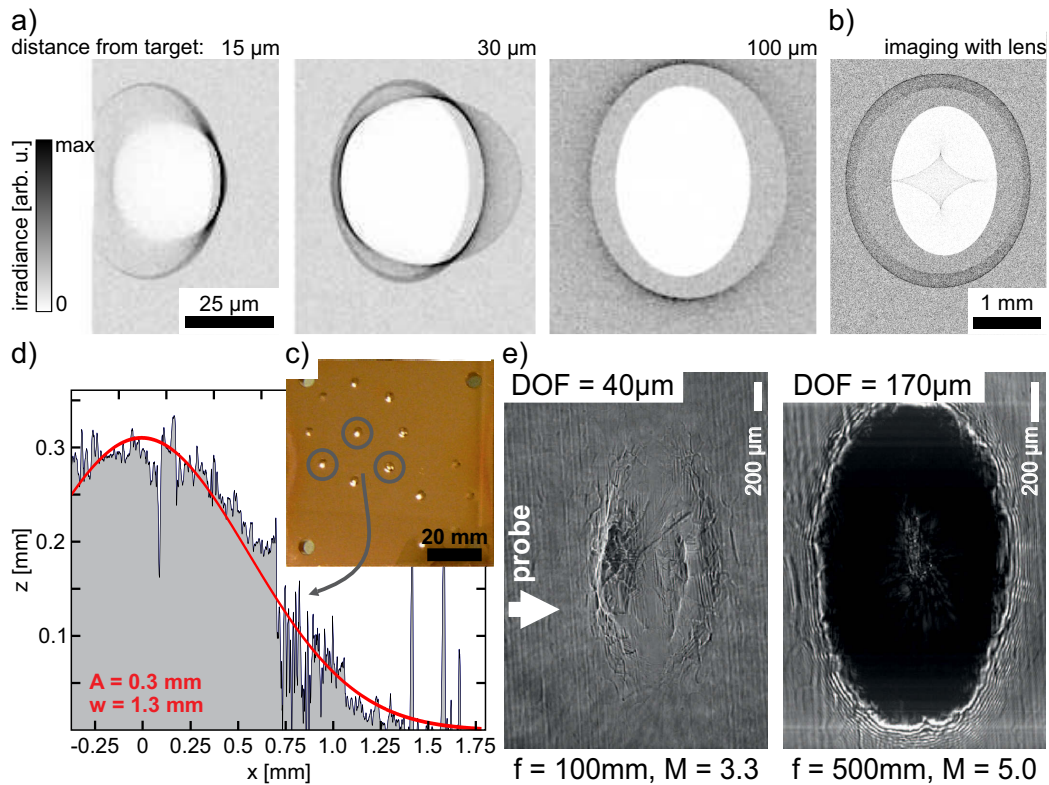 a)
distance from target: 15 µm
30 µm
100 µm
b)
imaging with lens
max
irradiance [arb. u.]
0
25 µm
1 mm
d)
c)
e)
0.3
0.2
0.1
z [mm]
20 mm
A = 0.3 mm
w = 1.3 mm
-0.25 0 0.25 0.5 0.75 1.0 1.25 1.5 1.75
x [mm]
DOF = 40µm
200 µm
probe
f = 100mm, M = 3.3
DOF = 170µm
200 µm
f = 500mm, M = 5.0